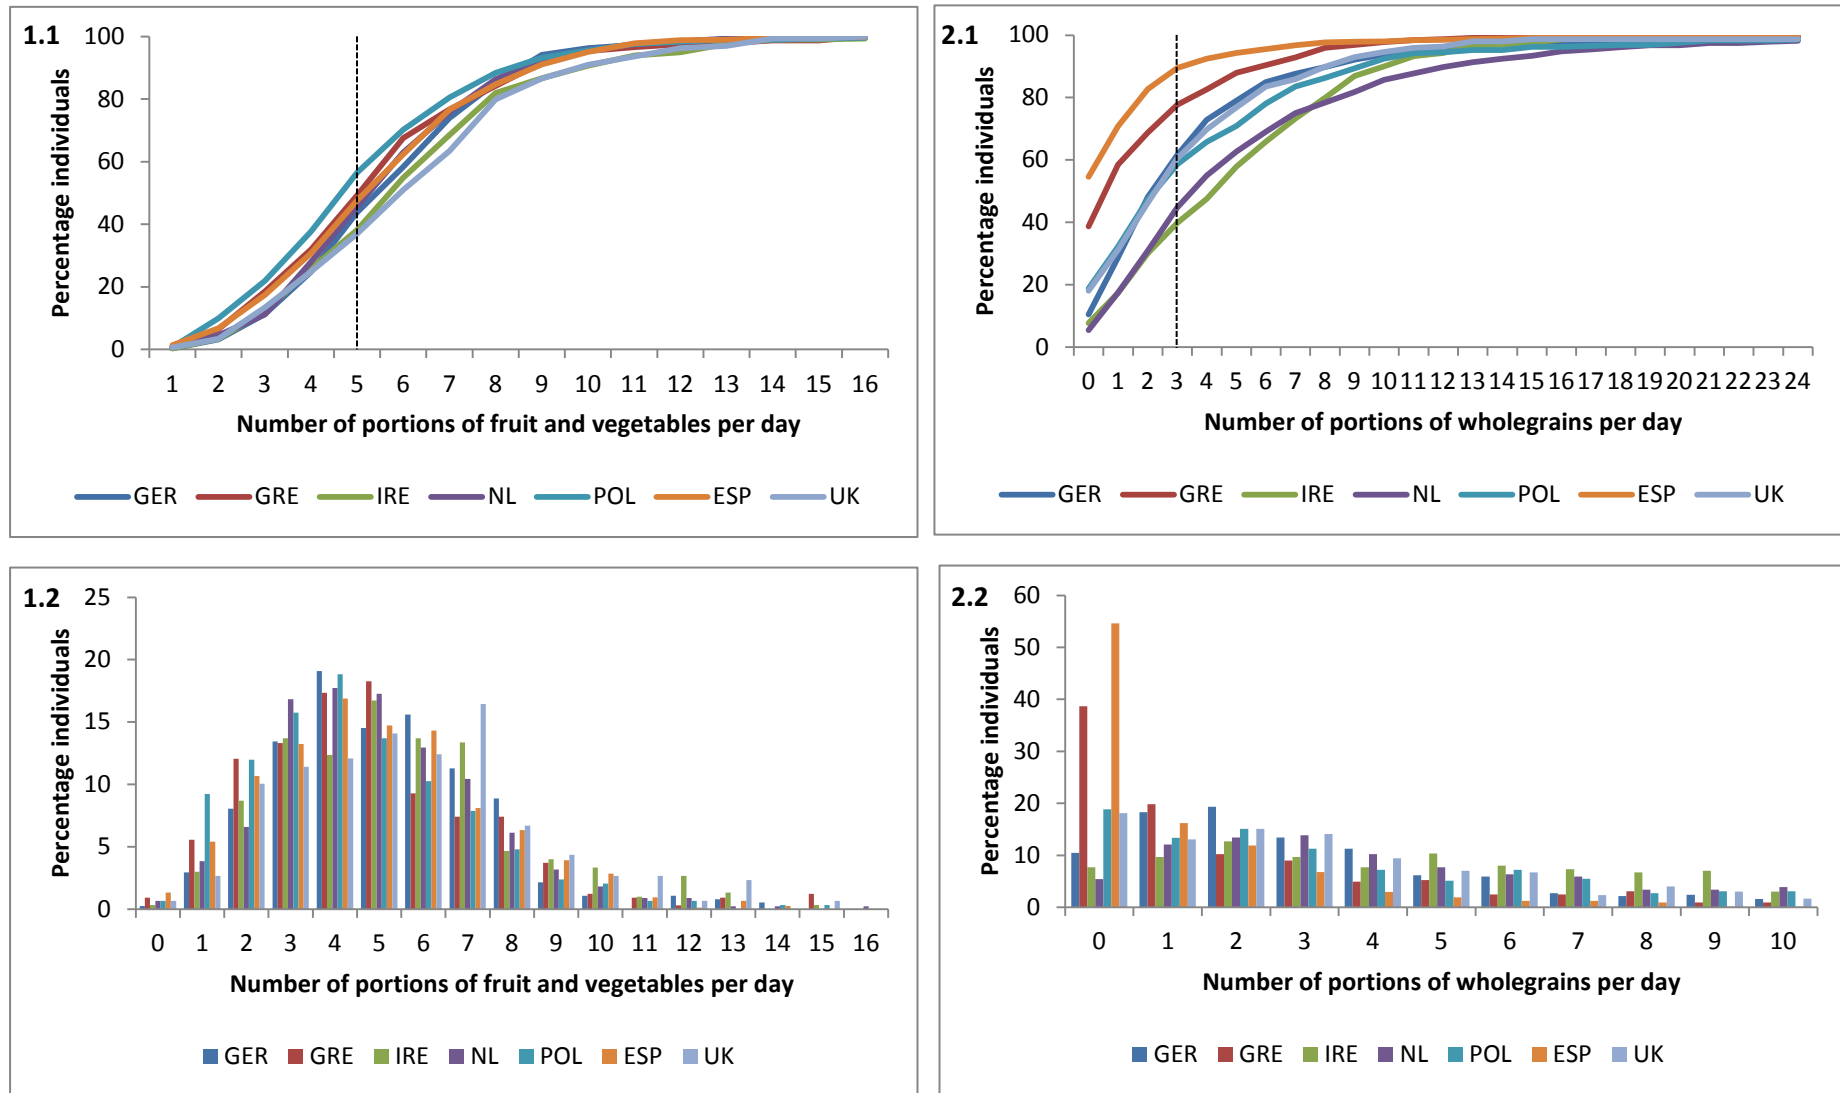 1.1
Percentage individuals
100
80
60
40
20
0
1 2 3 4 5 6 7 8 9 10 11 12 13 14 15 16
Number of portions of fruit and vegetables per day
GER GRE IRE NL POL ESP UK
2.1
Percentage individuals
100
80
60
40
20
0
0 1 2 3 4 5 6 7 8 9 10 11 12 13 14 15 16 17 18 19 20 21 22 23 24
Number of portions of wholegrains per day
GER GRE IRE NL POL ESP UK
1.2
Percentage individuals
25
20
15
10
5
0
0 1 2 3 4 5 6 7 8 9 10 11 12 13 14 15 16
Number of portions of fruit and vegetables per day
GER GRE IRE NL POL ESP UK
2.2
Percentage individuals
60
50
40
30
20
10
0
0 1 2 3 4 5 6 7 8 9 10
Number of portions of wholegrains per day
GER GRE IRE NL POL ESP UK